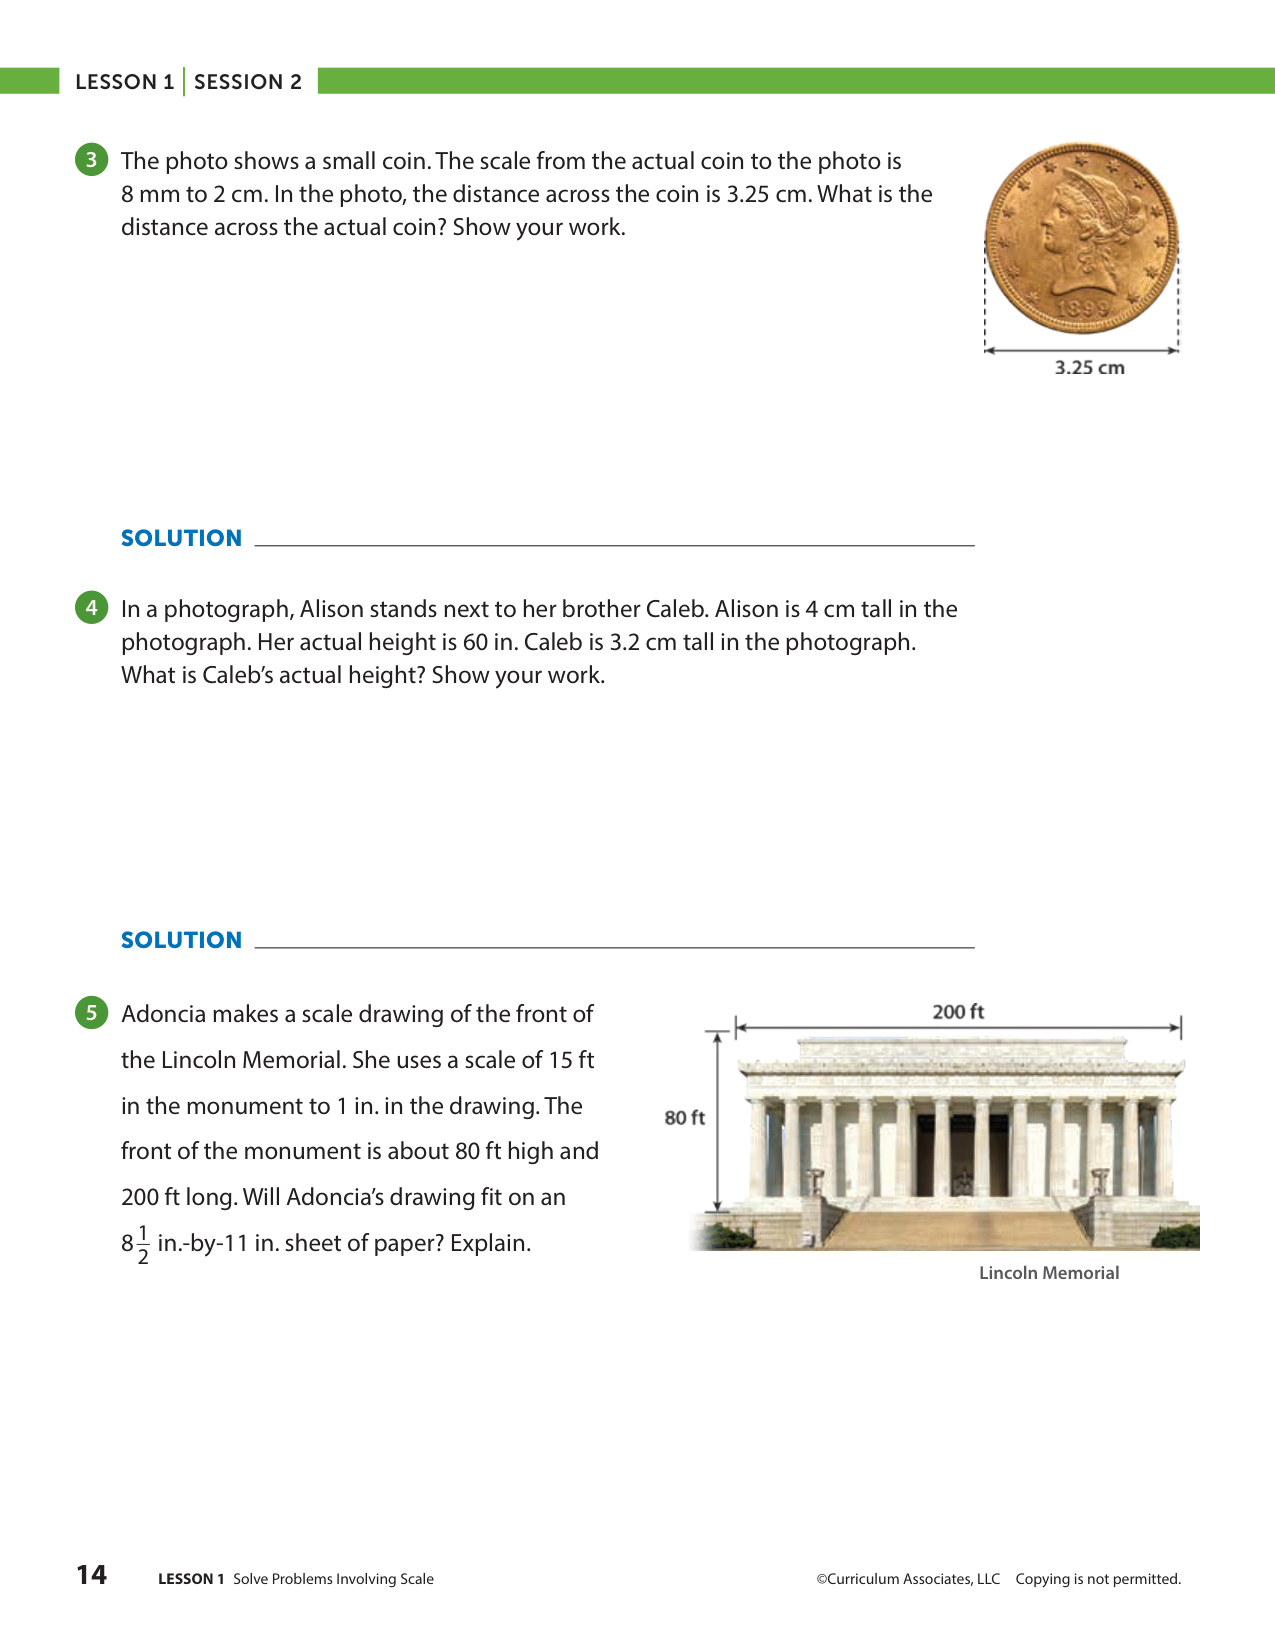 LESSON 1 | SESSION 2
3 The photo shows a small coin. The scale from the actual coin to the photo is
8 mm to 2 cm. In the photo, the distance across the coin is 3.25 cm. What is the
distance across the actual coin? Show your work.
1899
3.25 cm
SOLUTION
4 In a photograph, Alison stands next to her brother Caleb. Alison is 4 cm tall in the
photograph. Her actual height is 60 in. Caleb is 3.2 cm tall in the photograph.
What is Caleb’s actual height? Show your work.
SOLUTION
5 Adoncia makes a scale drawing of the front of
the Lincoln Memorial. She uses a scale of 15 ft
in the monument to 1 in. in the drawing. The
front of the monument is about 80 ft high and
200 ft long. Will Adoncia’s drawing fit on an
8 1/2 in.-by-11 in. sheet of paper? Explain.
200 ft
80 ft
Lincoln Memorial
14 LESSON 1 Solve Problems Involving Scale
©Curriculum Associates, LLC Copying is not permitted.